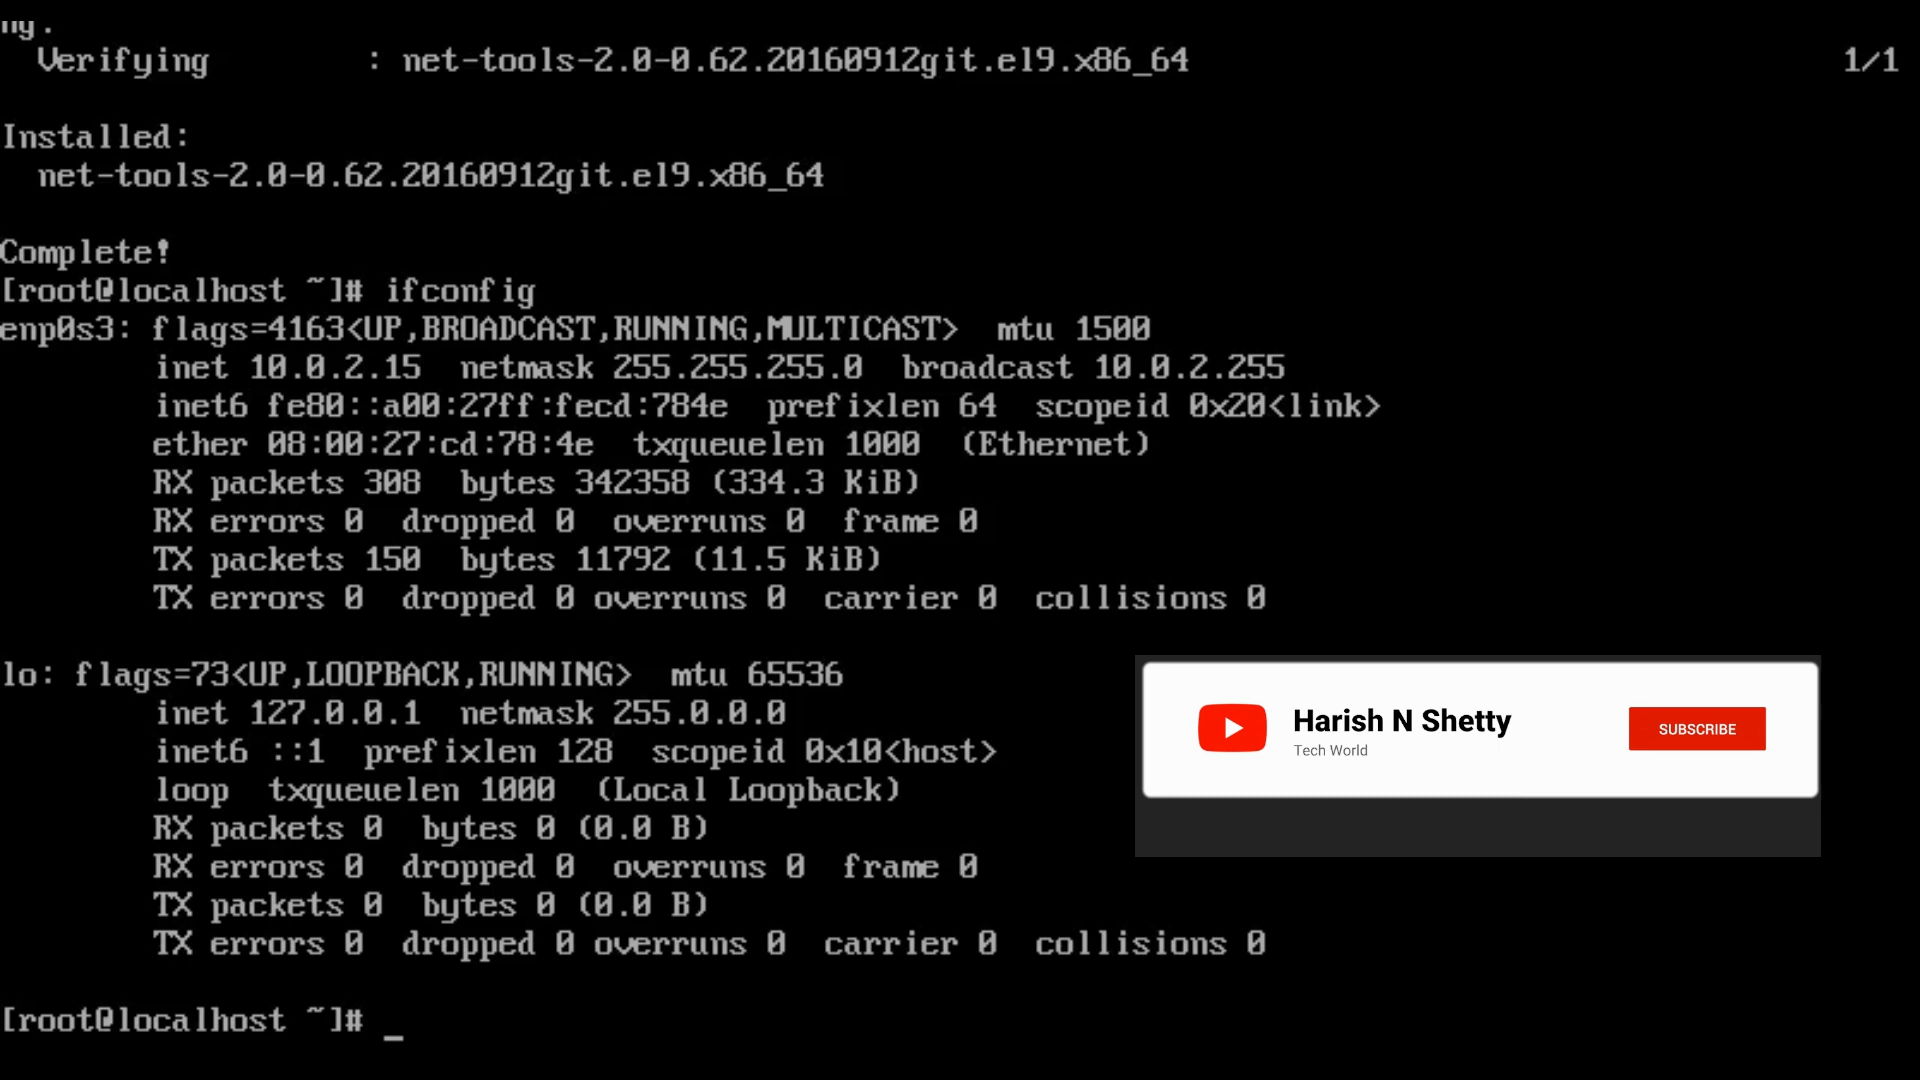 ny.
Verifying : net-tools-2.0-0.62.20160912git.el9.x86_64 1/1
Installed:
net-tools-2.0-0.62.20160912git.el9.x86_64
Complete!
[root@localhost ~]# ifconfig
enp0s3: flags=4163<UP,BROADCAST,RUNNING,MULTICAST> mtu 1500
inet 10.0.2.15 netmask 255.255.255.0 broadcast 10.0.2.255
inet6 fe80::a00:27ff:fecd:784e prefixlen 64 scopeid 0x20<link>
ether 08:00:27:cd:78:4e txqueuelen 1000 (Ethernet)
RX packets 308 bytes 342358 (334.3 KiB)
RX errors 0 dropped 0 overruns 0 frame 0
TX packets 150 bytes 11792 (11.5 KiB)
TX errors 0 dropped 0 overruns 0 carrier 0 collisions 0
lo: flags=73<UP,LOOPBACK,RUNNING> mtu 65536
inet 127.0.0.1 netmask 255.0.0.0
inet6 ::1 prefixlen 128 scopeid 0x10<host>
loop txqueuelen 1000 (Local Loopback)
RX packets 0 bytes 0 (0.0 B)
RX errors 0 dropped 0 overruns 0 frame 0
TX packets 0 bytes 0 (0.0 B)
TX errors 0 dropped 0 overruns 0 carrier 0 collisions 0
[root@localhost ~]# _
Harish N Shetty
Tech World
SUBSCRIBE